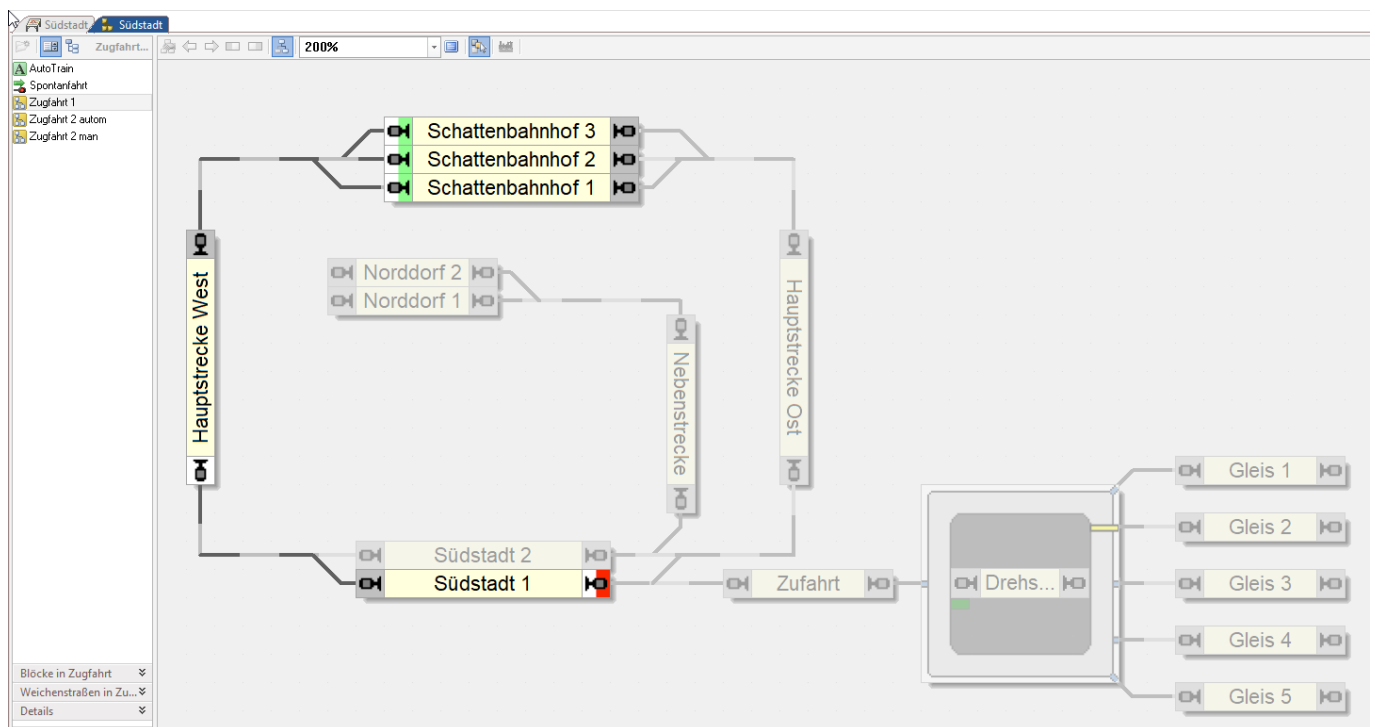 Südstadt Südstadt
Zugfahrt... 200%
AutoTrain
Spontanfahrt
Zugfahrt 1
Zugfahrt 2 autom
Zugfahrt 2 man
Schattenbahnhof 3
Schattenbahnhof 2
Schattenbahnhof 1
Hauptstrecke West
Norddorf 2
Norddorf 1
Nebenstrecke
Hauptstrecke Ost
Südstadt 2
Südstadt 1
Zufahrt
Drehs...
Gleis 1
Gleis 2
Gleis 3
Gleis 4
Gleis 5
Blöcke in Zugfahrt
Weichenstraßen in Zu...
Details